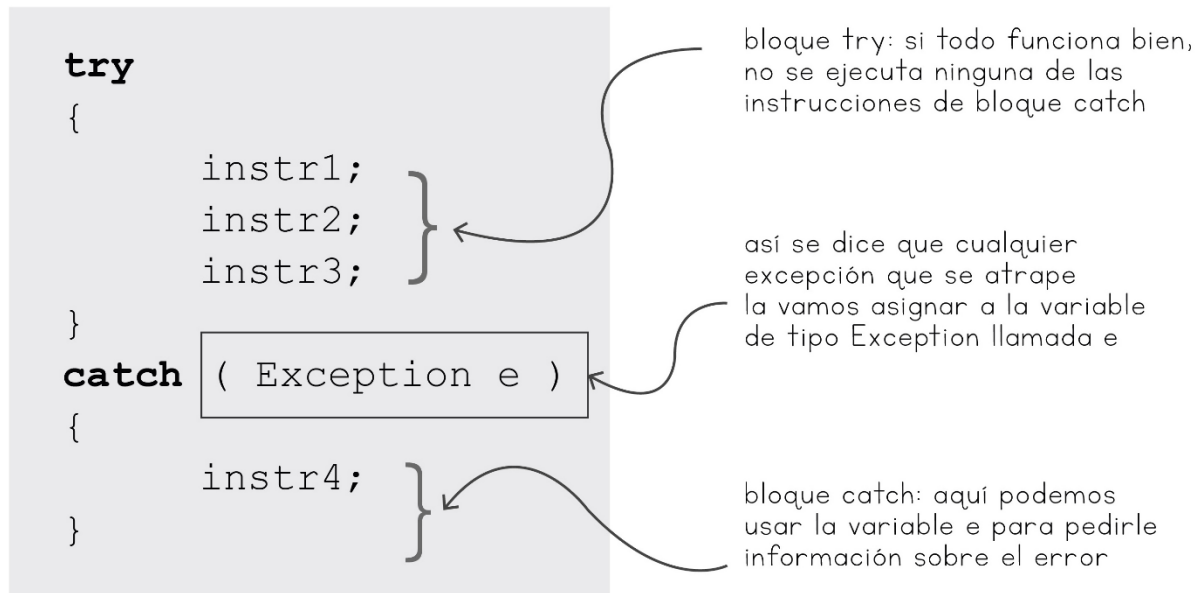 try
{
instr1;
instr2;
instr3;
}
catch ( Exception e )
{
instr4;
}
bloque try: si todo funciona bien,
no se ejecuta ninguna de las
instrucciones de bloque catch
así se dice que cualquier
excepción que se atrape
la vamos asignar a la variable
de tipo Exception llamada e
bloque catch: aquí podemos
usar la variable e para pedirle
información sobre el error